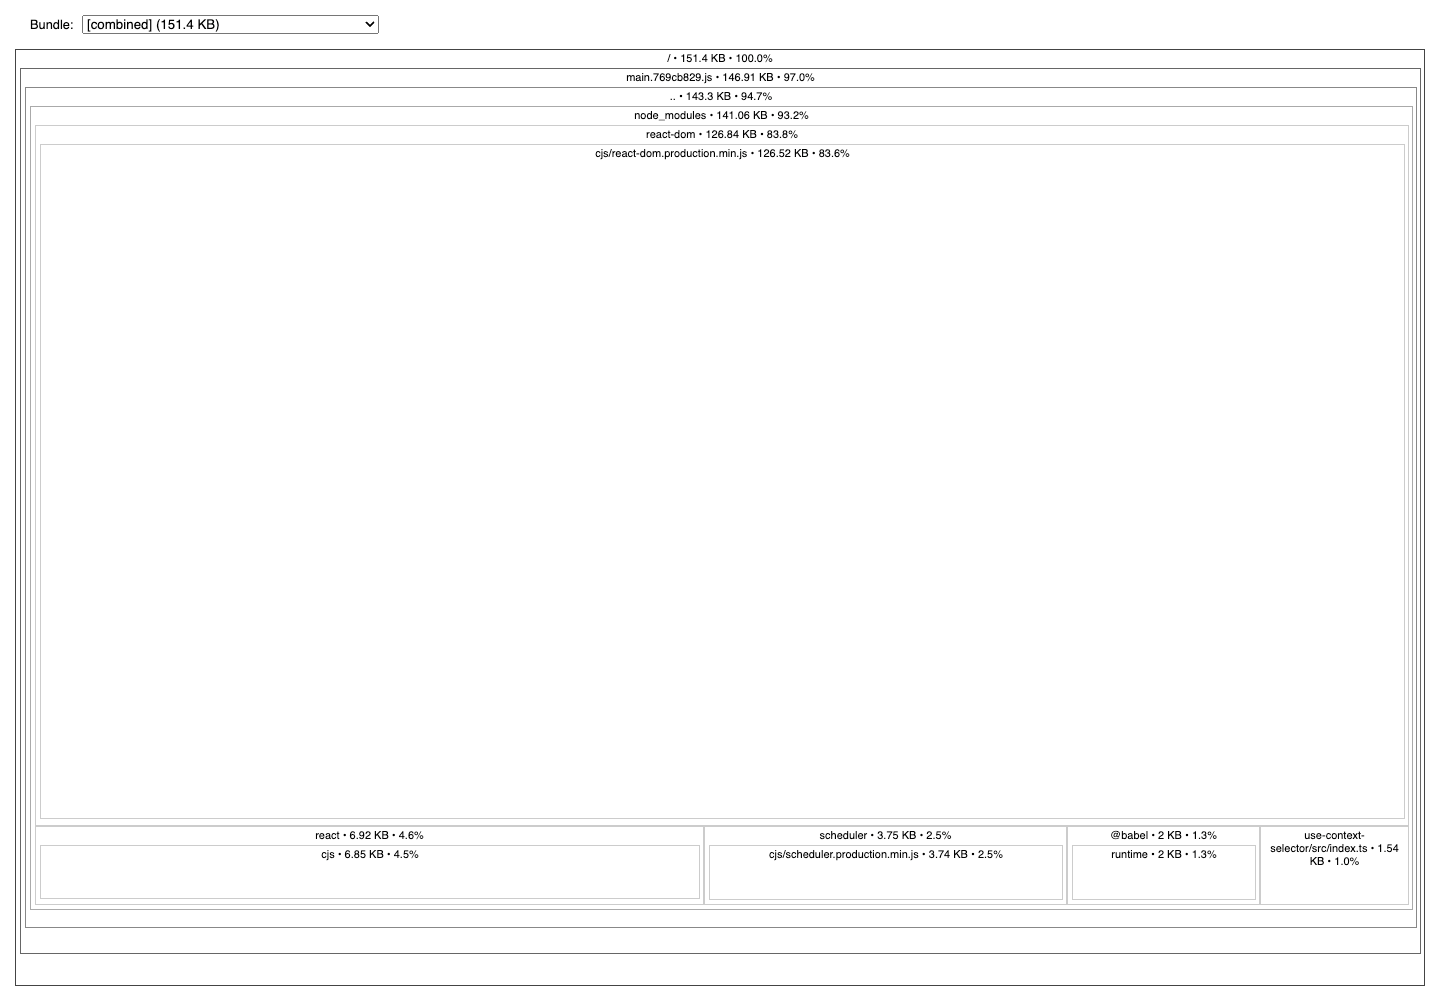 Bundle: [combined] (151.4 KB)
/ • 151.4 KB • 100.0%
main.769cb829.js • 146.91 KB • 97.0%
.. • 143.3 KB • 94.7%
node_modules • 141.06 KB • 93.2%
react-dom • 126.84 KB • 83.8%
cjs/react-dom.production.min.js • 126.52 KB • 83.6%
react • 6.92 KB • 4.6%
cjs • 6.85 KB • 4.5%
scheduler • 3.75 KB • 2.5%
cjs/scheduler.production.min.js • 3.74 KB • 2.5%
@babel • 2 KB • 1.3%
runtime • 2 KB • 1.3%
use-context-
selector/src/index.ts • 1.54
KB • 1.0%